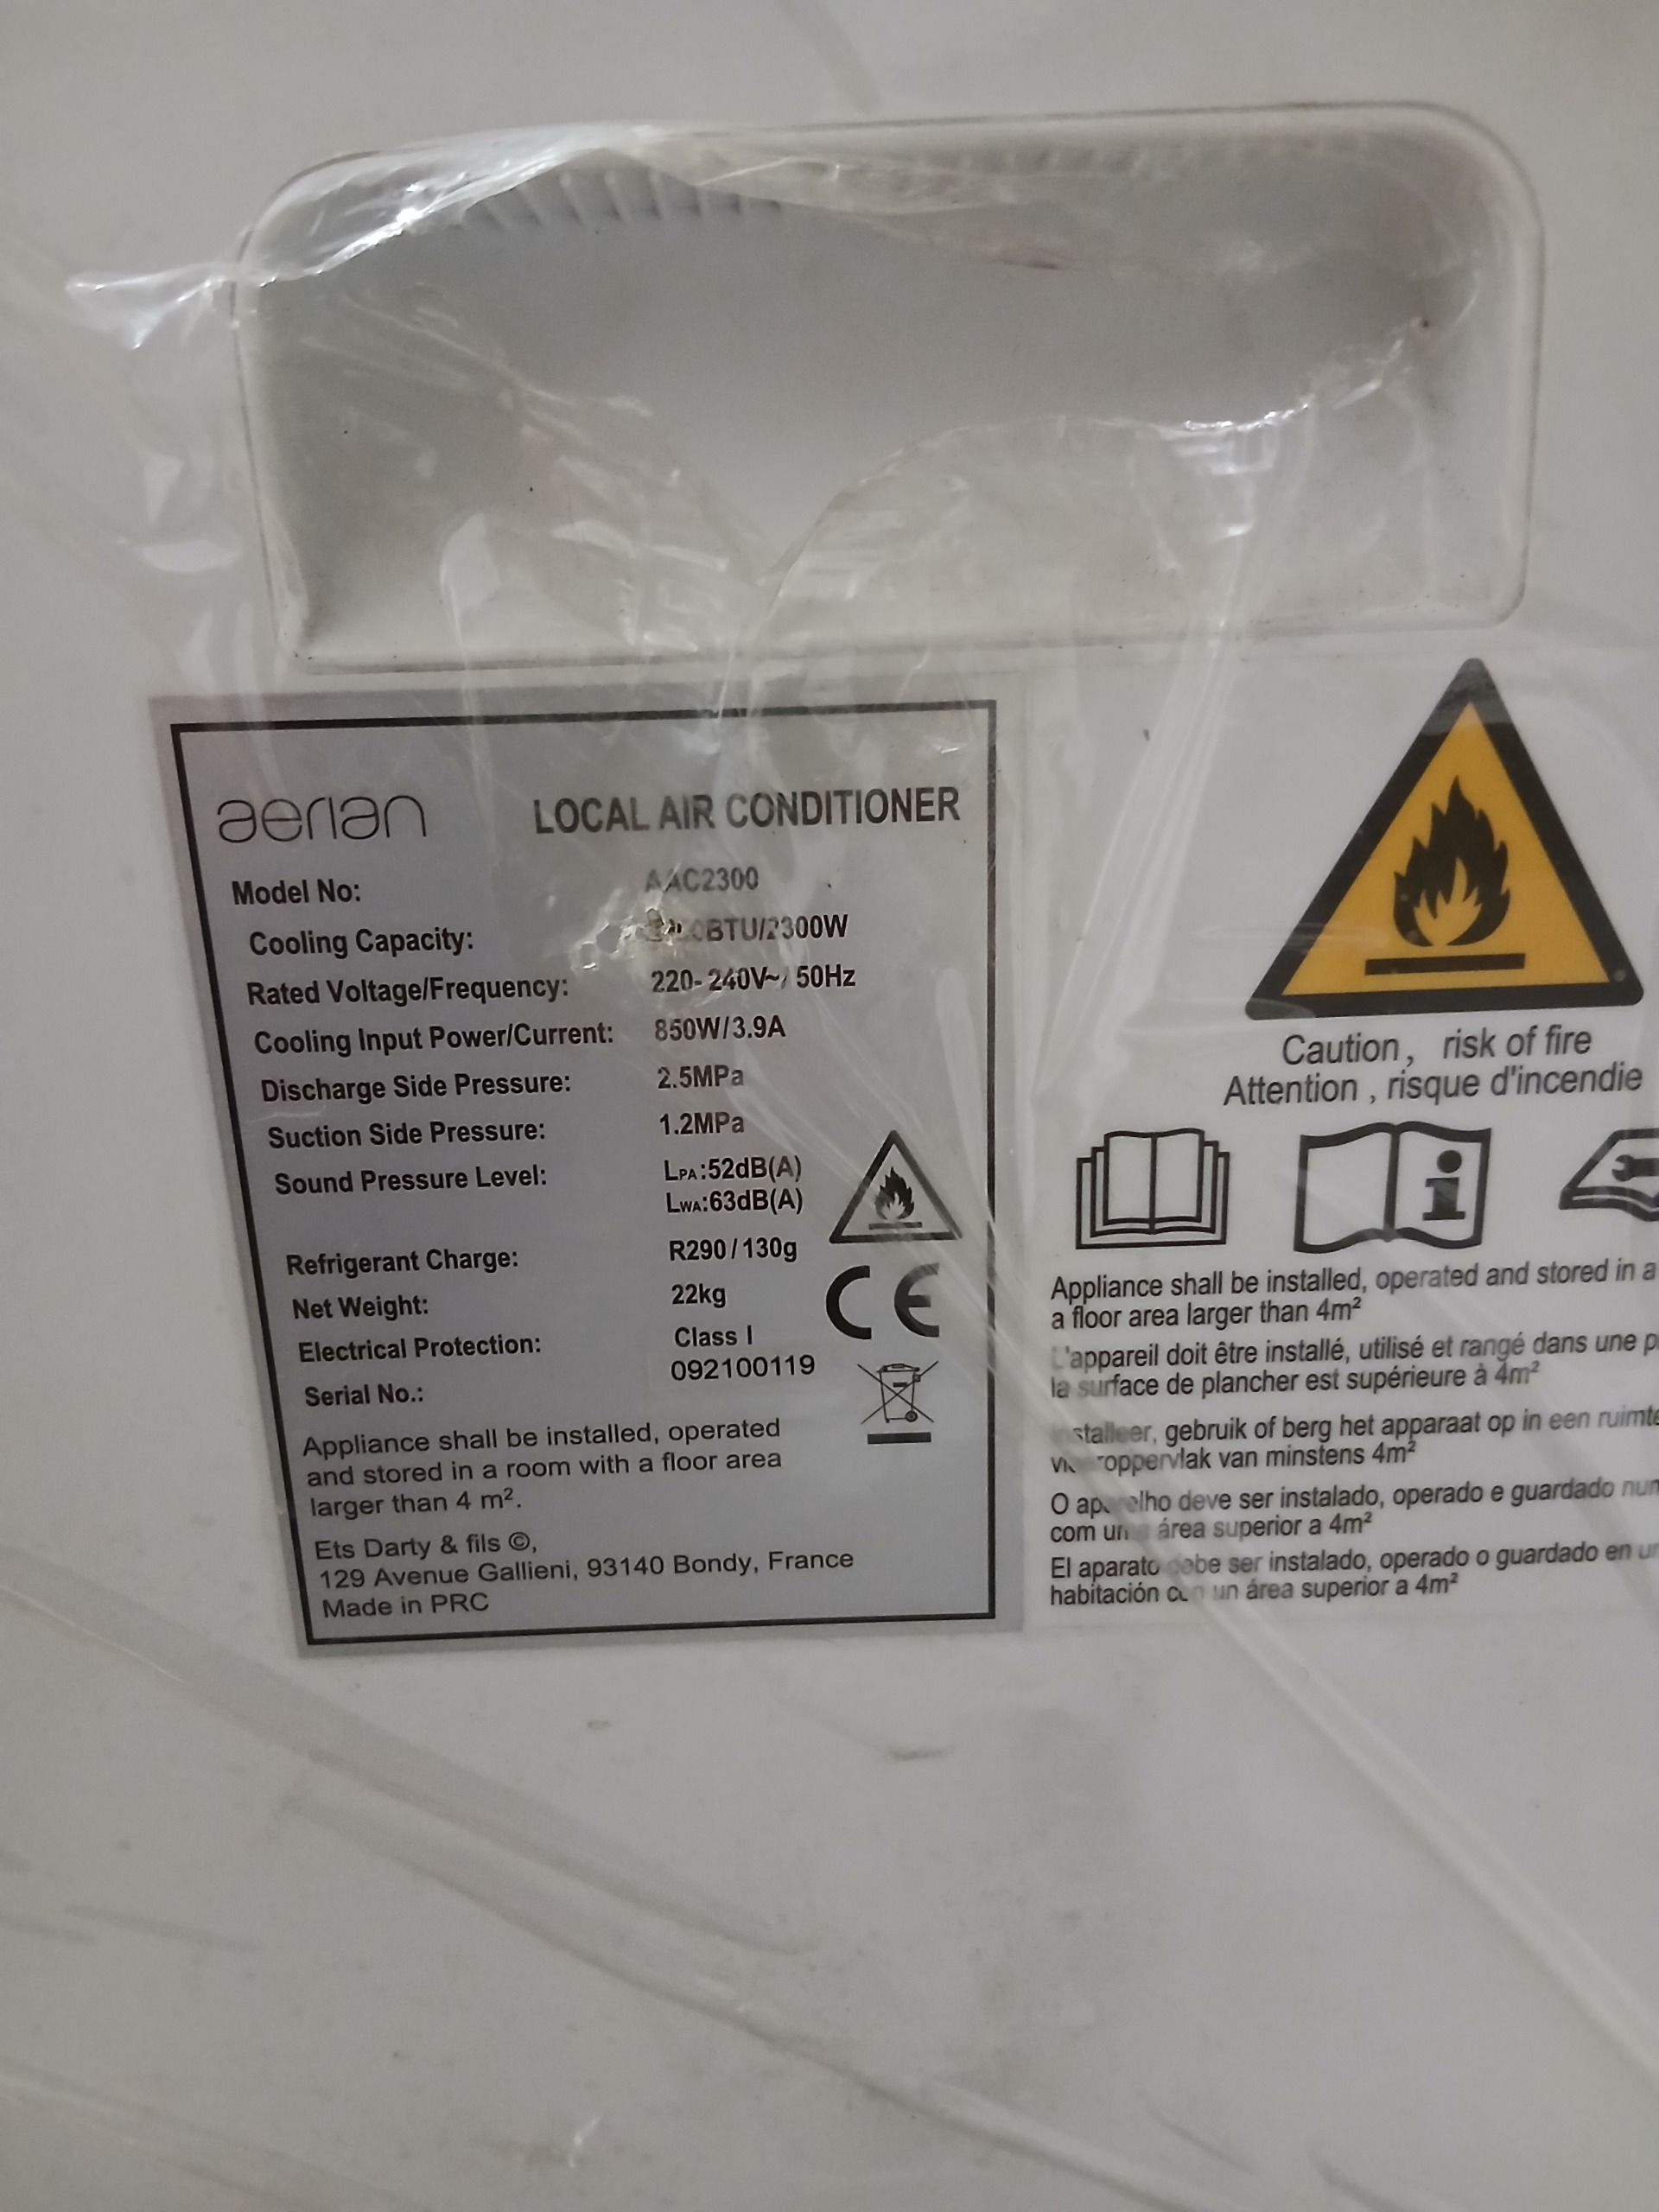 aerian LOCAL AIR CONDITIONER
Model No: AAC2300
Cooling Capacity: BTU/2300W
Rated Voltage/Frequency: 220- 240V~/ 50Hz
Cooling Input Power/Current: 850W/3.9A
Discharge Side Pressure: 2.5MPa
Suction Side Pressure: 1.2MPa
Sound Pressure Level: LPA:52dB(A)
LWA:63dB(A)
Refrigerant Charge: R290/130g
Net Weight: 22kg
Electrical Protection: Class I
Serial No.: 092100119
Appliance shall be installed, operated
and stored in a room with a floor area
larger than 4 m².
Ets Darty & fils ©,
129 Avenue Gallieni, 93140 Bondy, France
Made in PRC
CE
Caution, risk of fire
Attention , risque d'incendie
i
Appliance shall be installed, operated and stored in a
a floor area larger than 4m²
L'appareil doit être installé, utilisé et rangé dans une
la surface de plancher est supérieure à 4m²
gebruik of berg het apparaat op in een
van minstens 4m²
O deve ser instalado, operado e guardado
com área superior a 4m²
El aparato debe ser instalado, operado o guardado en
habitación un área superior a 4m²